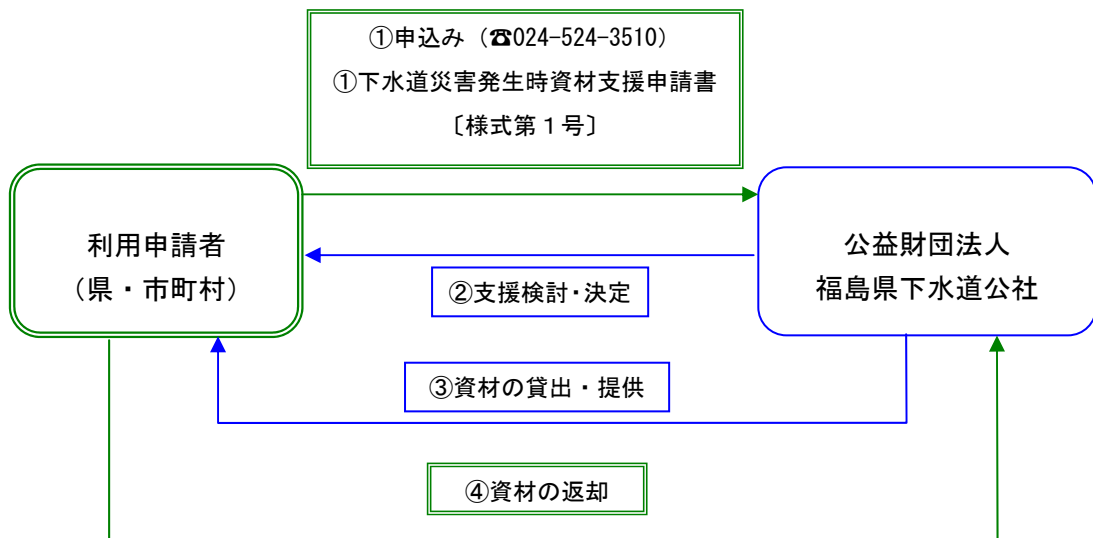 ①申込み（☎024-524-3510）
①下水道災害発生時資材支援申請書
〔様式第１号〕
利用申請者
（県・市町村）
公益財団法人
福島県下水道公社
②支援検討・決定
③資材の貸出・提供
④資材の返却